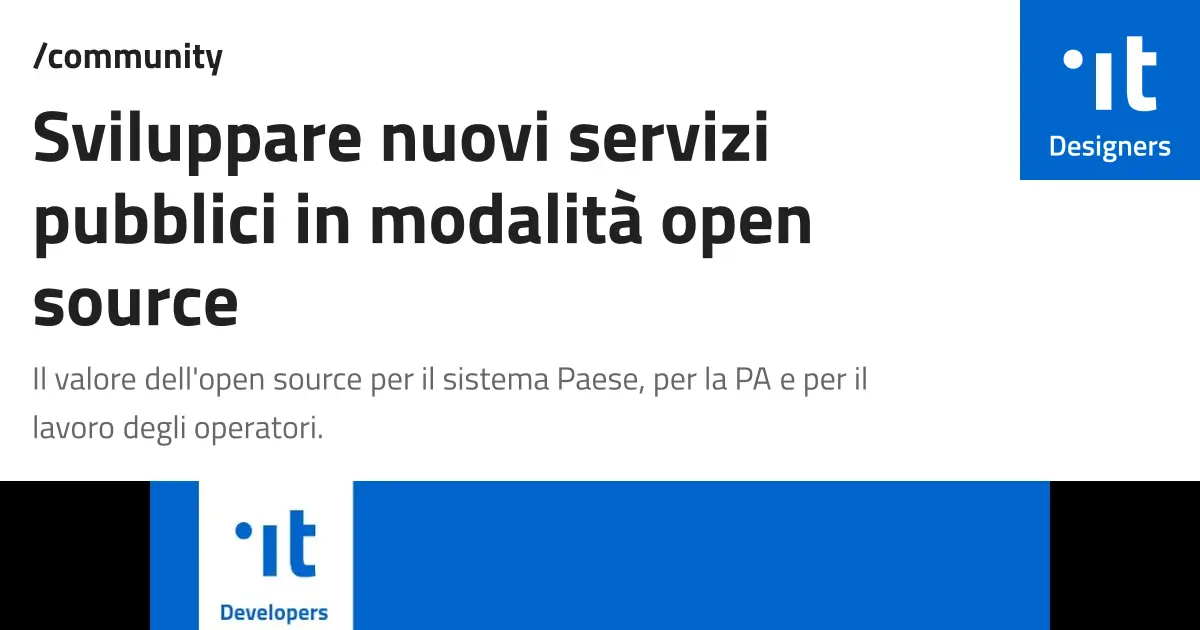 /community
Sviluppare nuovi servizi
pubblici in modalità open
source
Il valore dell'open source per il sistema Paese, per la PA e per il
lavoro degli operatori.
it
Designers
it
Developers